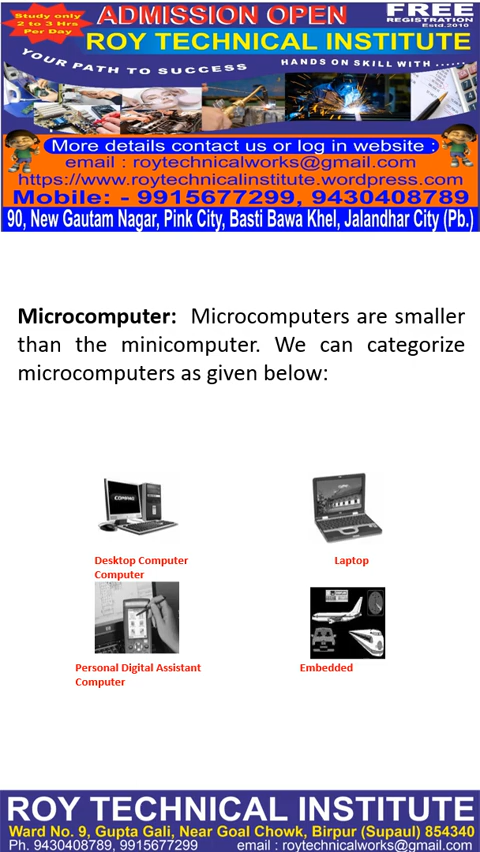 Study only
2 to 3 Hrs
Per Day
ADMISSION OPEN
FREE
REGISTRATION
Estd.2010
ROY TECHNICAL INSTITUTE
YOUR PATH TO SUCCESS
HANDS ON SKILL WITH ......
More details contact us or log in website :
email : roytechnicalworks@gmail.com
https://www.roytechnicalinstitute.wordpress.com
Mobile: - 9915677299, 9430408789
90, New Gautam Nagar, Pink City, Basti Bawa Khel, Jalandhar City (Pb.)
Microcomputer: Microcomputers are smaller
than the minicomputer. We can categorize
microcomputers as given below:
COMPAQ
Desktop Computer
Computer
Laptop
Personal Digital Assistant
Computer
Embedded
ROY TECHNICAL INSTITUTE
Ward No. 9, Gupta Gali, Near Goal Chowk, Birpur (Supaul) 854340
Ph. 9430408789, 9915677299
email : roytechnicalworks@gmail.com